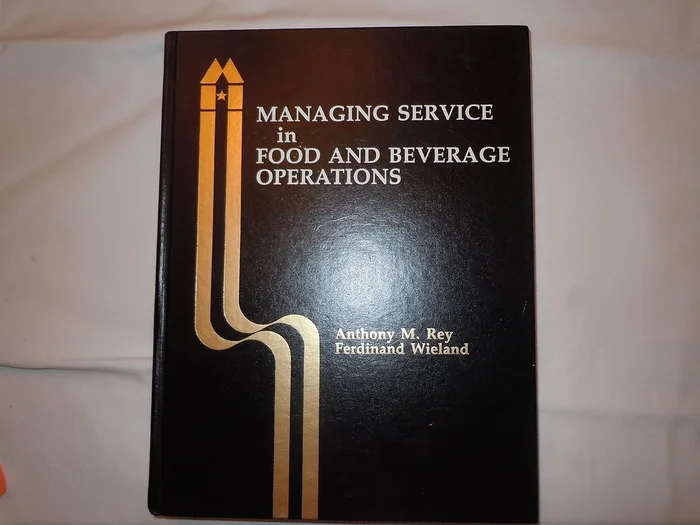 MANAGING SERVICE
in
FOOD AND BEVERAGE
OPERATIONS
Anthony M. Rey
Ferdinand Wieland